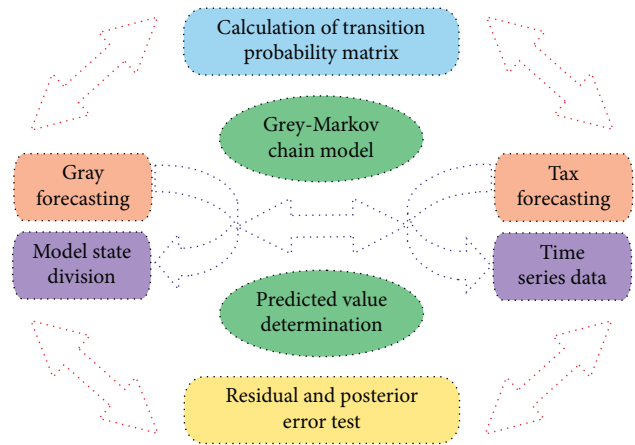 Calculation of transition
probability matrix
Grey-Markov
chain model
Gray
forecasting
Tax
forecasting
Model state
division
Time
series data
Predicted value
determination
Residual and posterior
error test